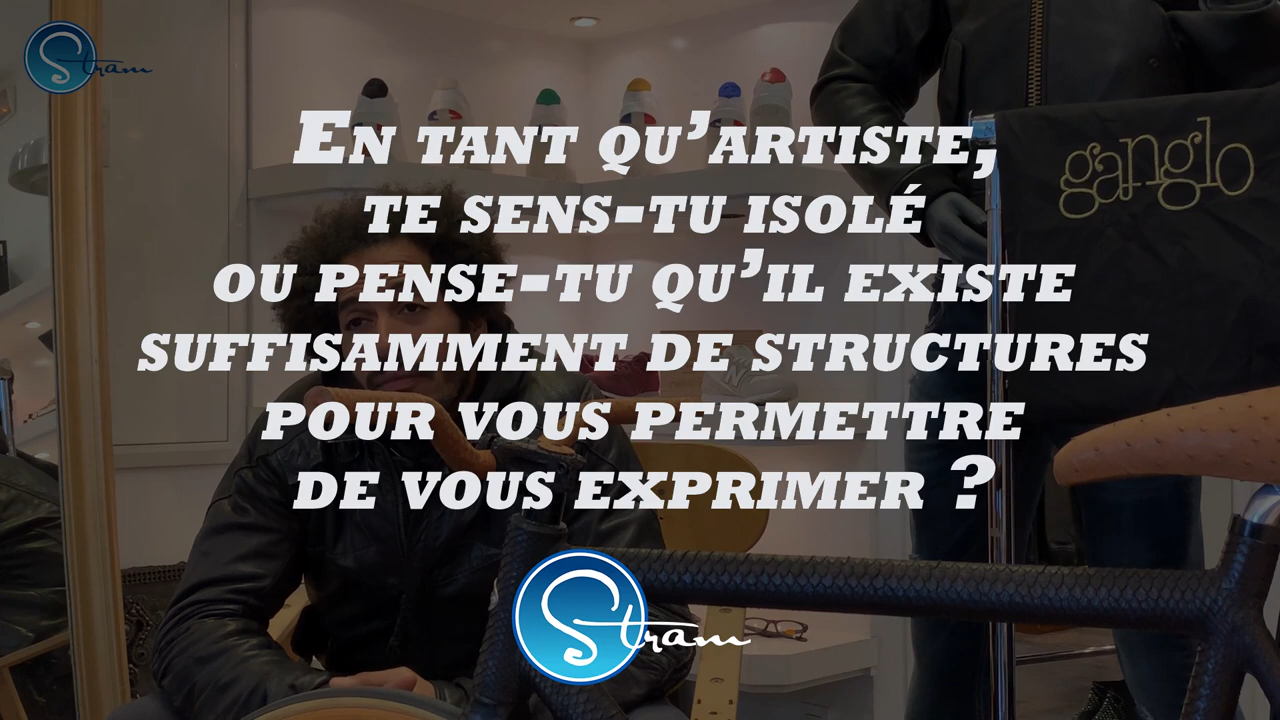 Stram
ganglo
En tant qu'artiste,
te sens-tu isolé
ou pense-tu qu'il existe
suffisamment de structures
pour vous permettre
de vous exprimer ?
Stram